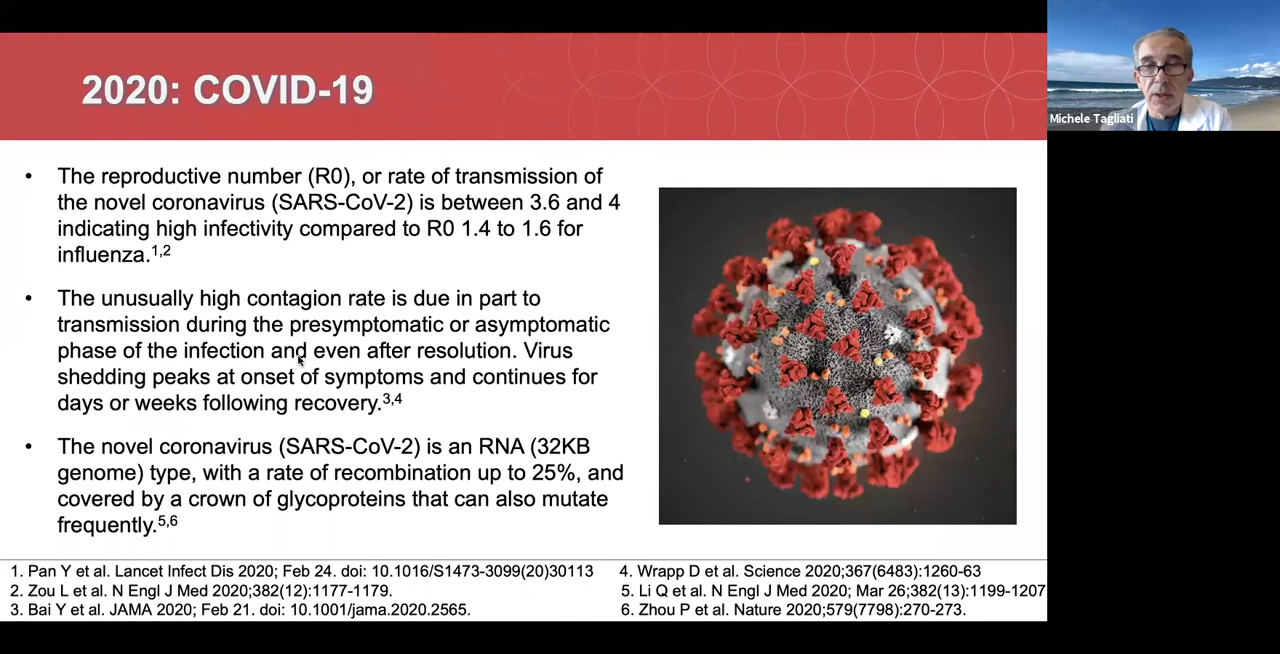 2020: COVID-19
Michele Tagliati
• The reproductive number (R0), or rate of transmission of
the novel coronavirus (SARS-CoV-2) is between 3.6 and 4
indicating high infectivity compared to R0 1.4 to 1.6 for
influenza.1,2
• The unusually high contagion rate is due in part to
transmission during the presymptomatic or asymptomatic
phase of the infection and even after resolution. Virus
shedding peaks at onset of symptoms and continues for
days or weeks following recovery.3,4
• The novel coronavirus (SARS-CoV-2) is an RNA (32KB
genome) type, with a rate of recombination up to 25%, and
covered by a crown of glycoproteins that can also mutate
frequently.5,6
1. Pan Y et al. Lancet Infect Dis 2020; Feb 24. doi: 10.1016/S1473-3099(20)30113
2. Zou L et al. N Engl J Med 2020;382(12):1177-1179.
3. Bai Y et al. JAMA 2020; Feb 21. doi: 10.1001/jama.2020.2565.
4. Wrapp D et al. Science 2020;367(6483):1260-63
5. Li Q et al. N Engl J Med 2020; Mar 26;382(13):1199-1207
6. Zhou P et al. Nature 2020;579(7798):270-273.